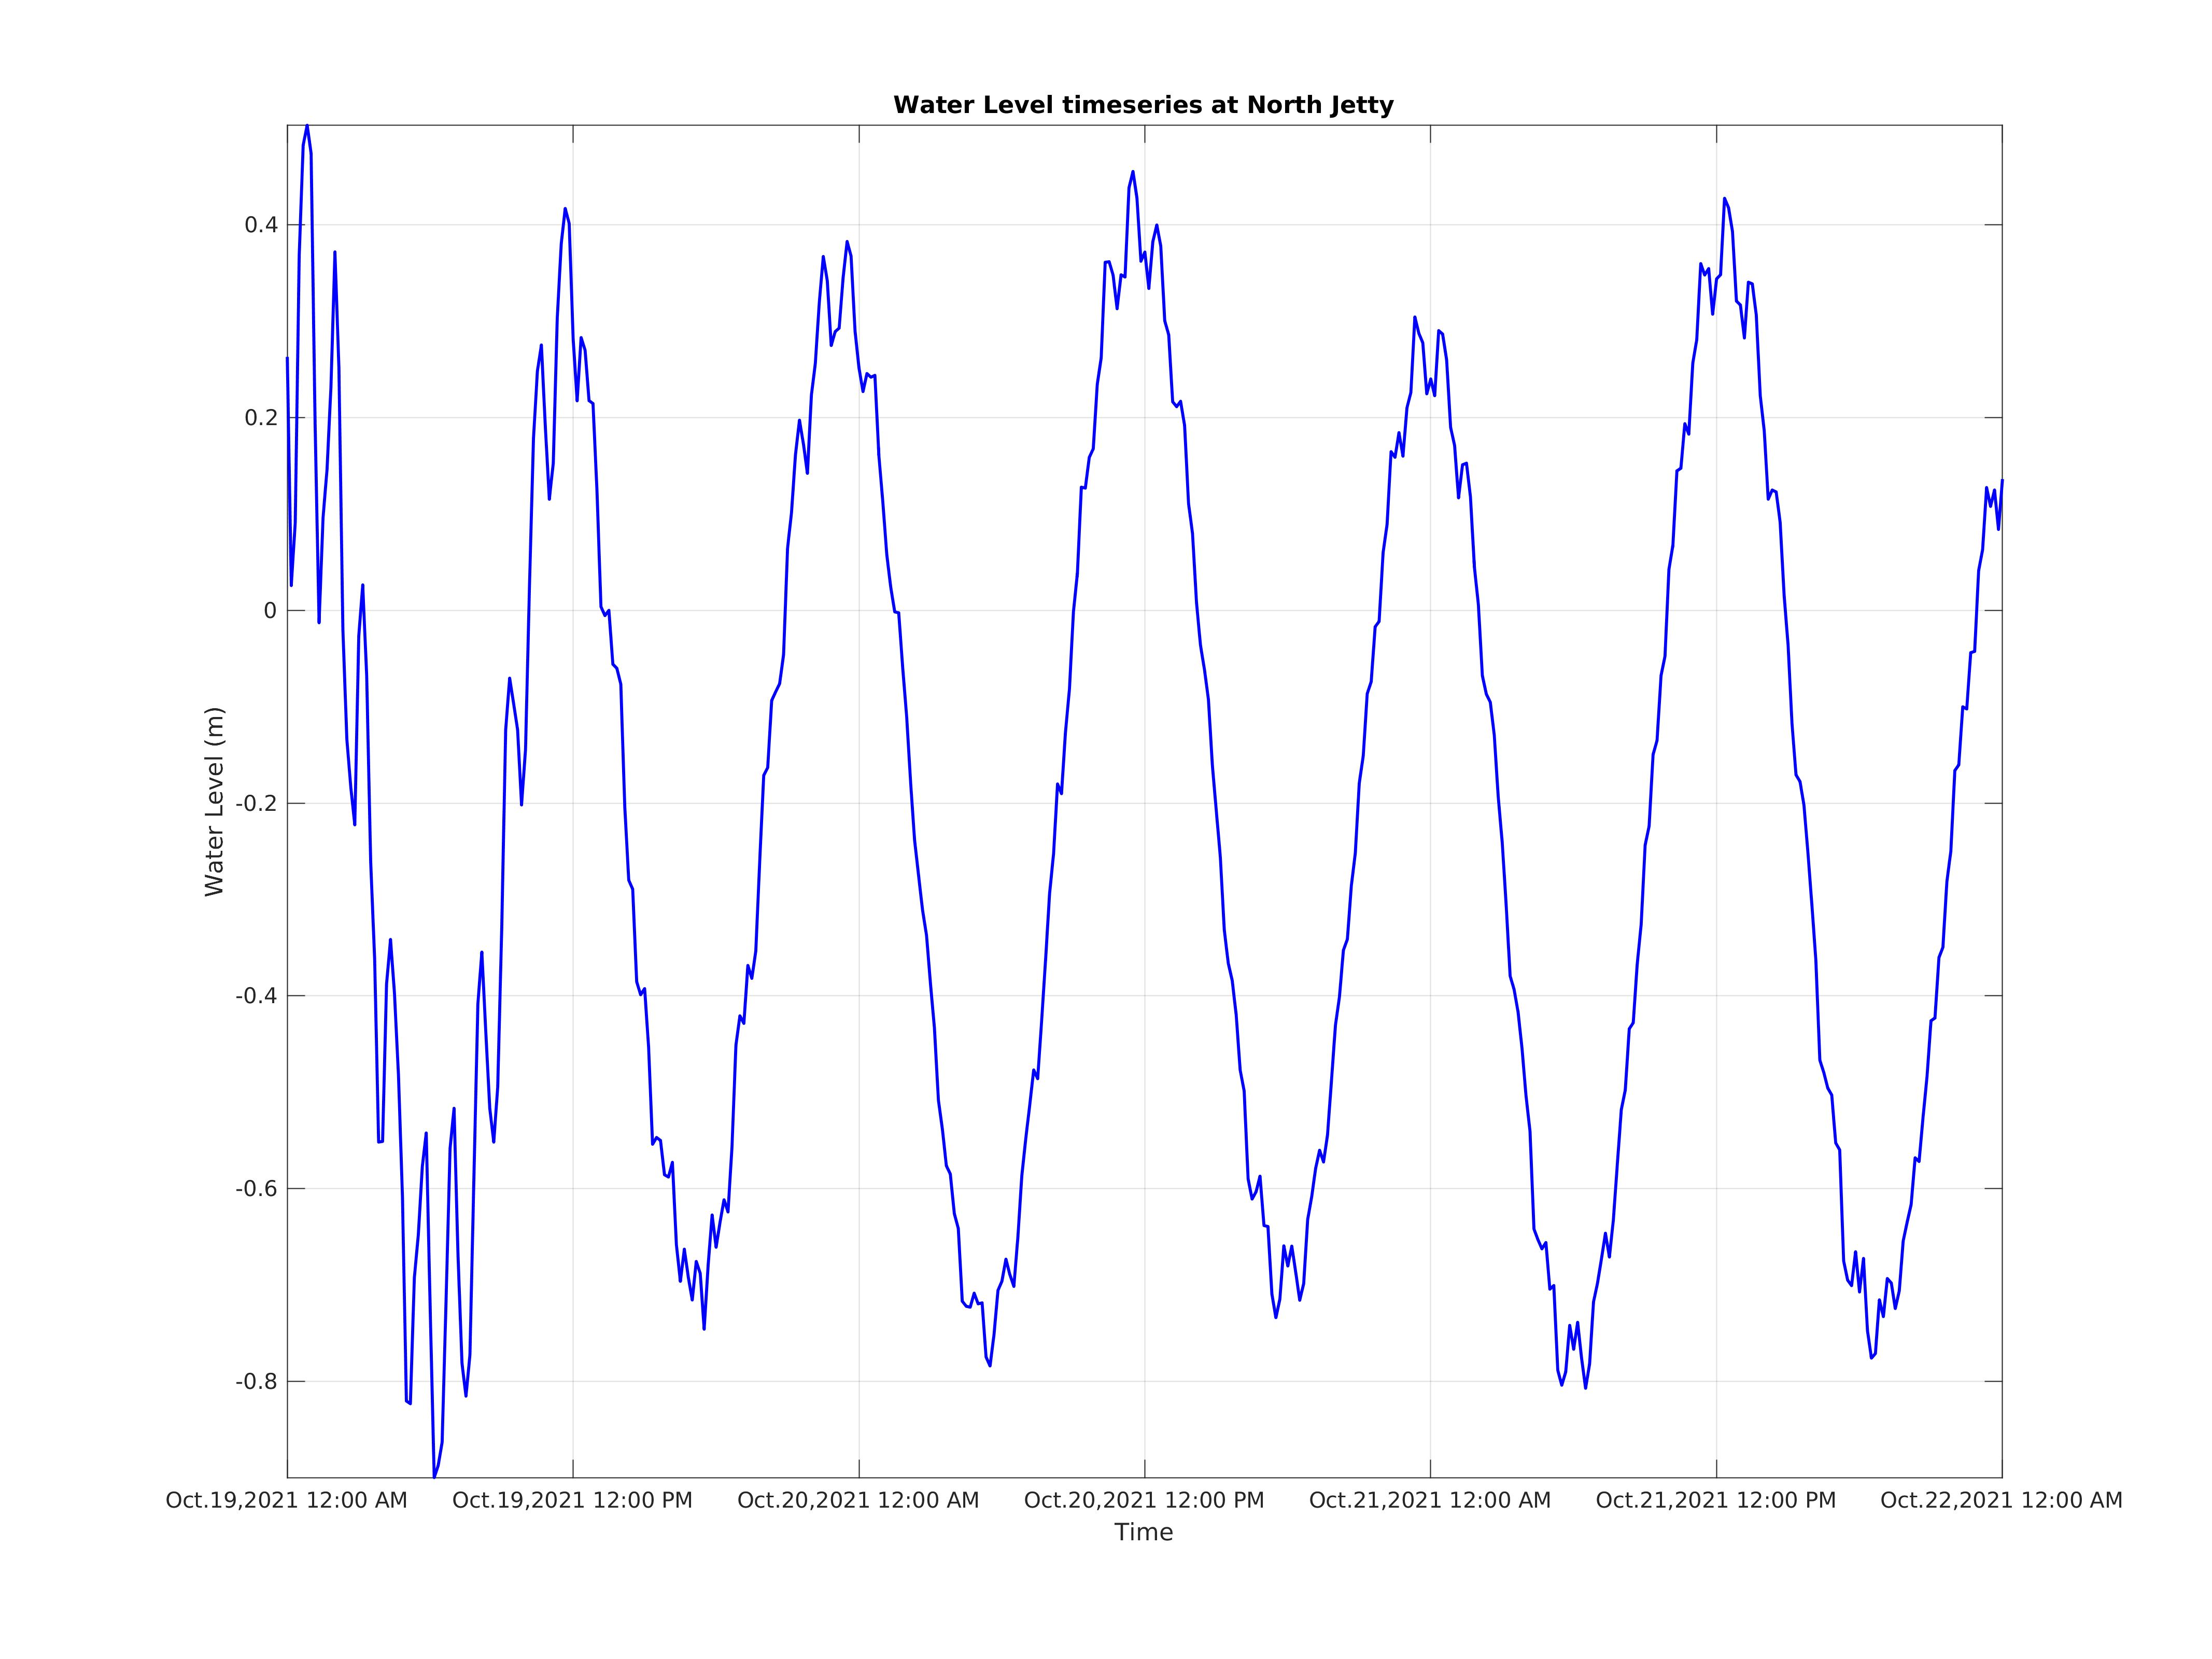 Water Level timeseries at North Jetty
0.4
0.2
0
-0.2
-0.4
-0.6
-0.8
Water Level (m)
Oct.19,2021 12:00 AM Oct.19,2021 12:00 PM Oct.20,2021 12:00 AM Oct.20,2021 12:00 PM Oct.21,2021 12:00 AM Oct.21,2021 12:00 PM Oct.22,2021 12:00 AM
Time